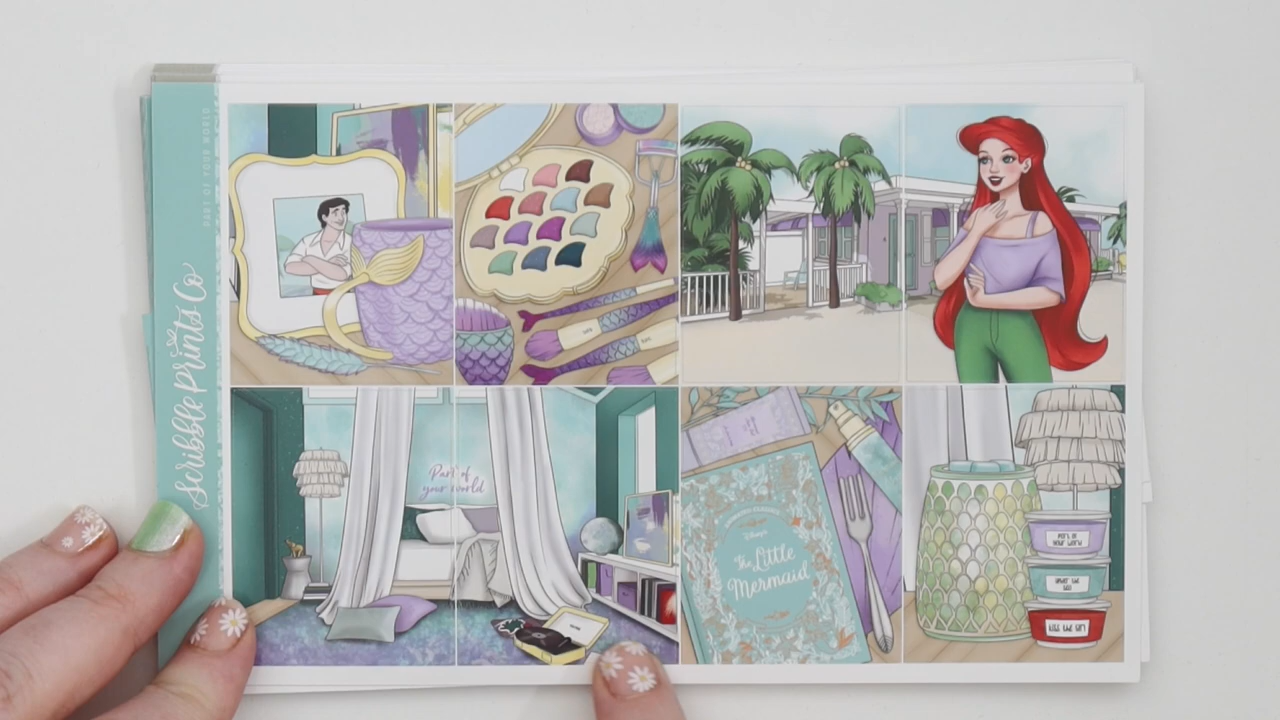 PART OF YOUR WORLD
Scribble Prints Co
Part of
your world
Disney's
The Little
Mermaid
PART OF
YOUR WORLD
UNDER THE
SEA
KISS THE GIRL